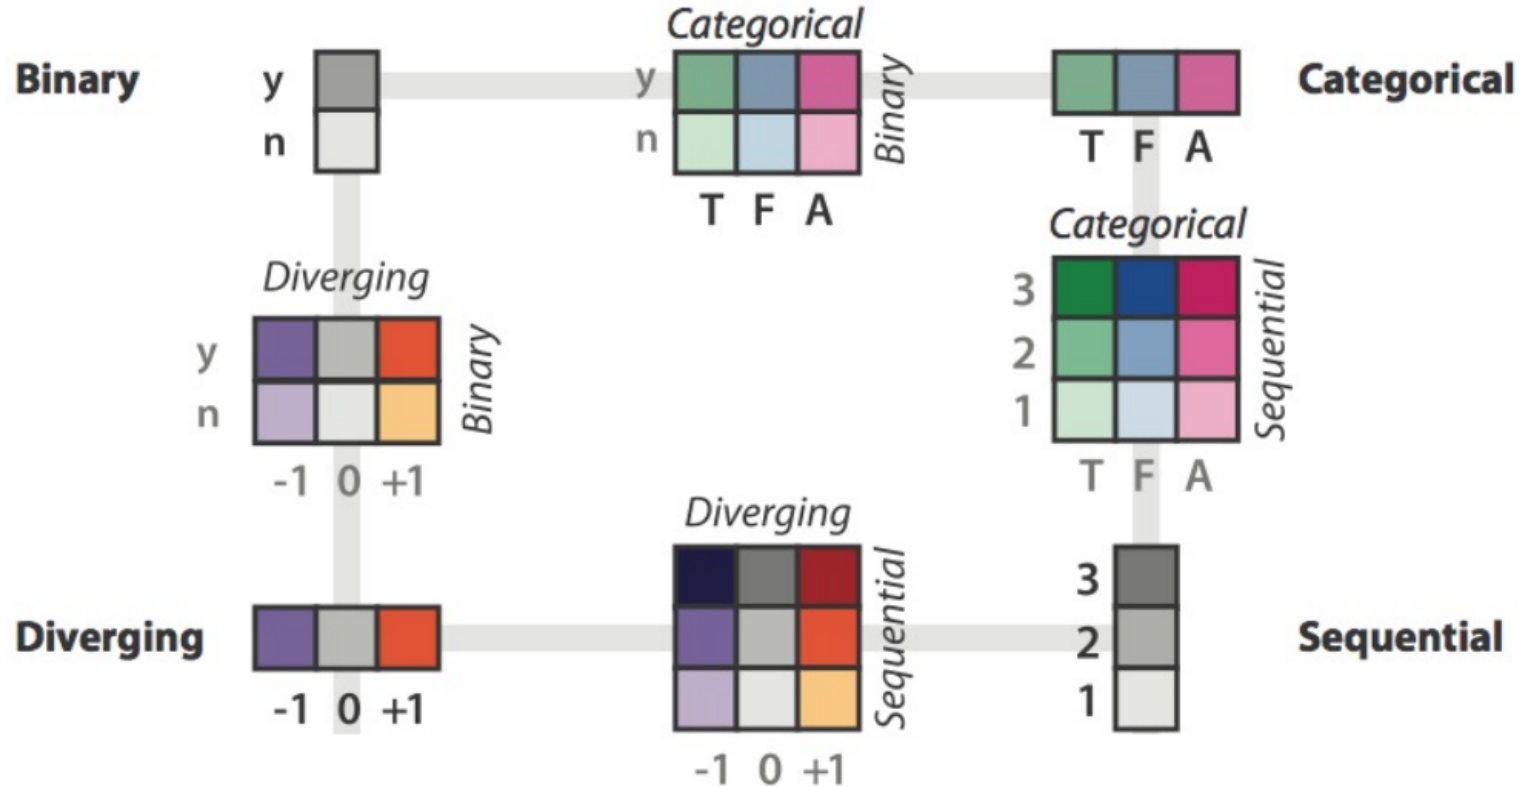 Categorical
Binary
y
n
y
n
Binary
T F A
Categorical
T F A
Diverging
y
n
Binary
-1 0 +1
Categorical
3
2
1
Sequential
T F A
Diverging
-1 0 +1
Diverging
Sequential
-1 0 +1
3
2
1
Sequential